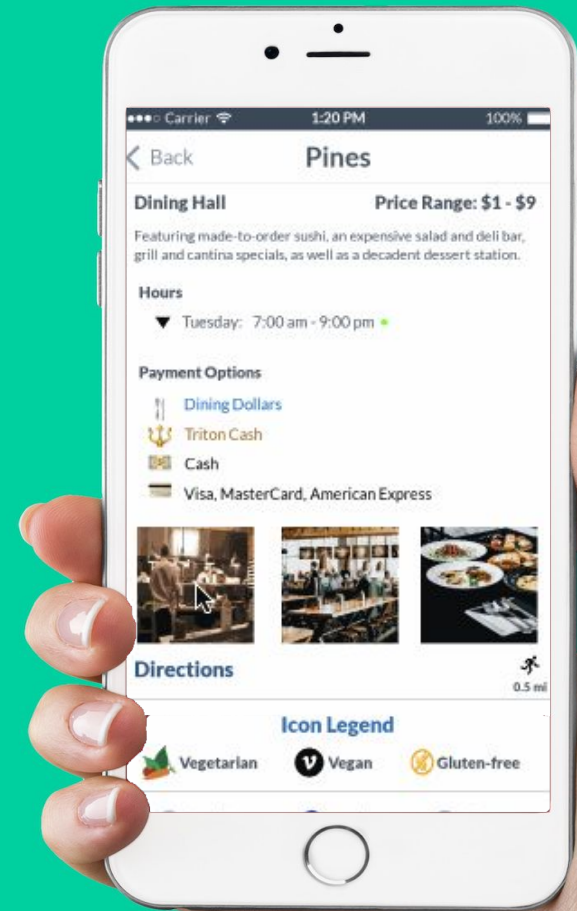 Carrier 1:20 PM 100%
Back Pines
Dining Hall Price Range: $1 - $9
Featuring made-to-order sushi, an expensive salad and deli bar,
grill and cantina specials, as well as a decadent dessert station.
Hours
Tuesday: 7:00 am - 9:00 pm
Payment Options
Dining Dollars
Triton Cash
Cash
Visa, MasterCard, American Express
Directions
0.5 mi
Icon Legend
Vegetarian V Vegan Gluten-free